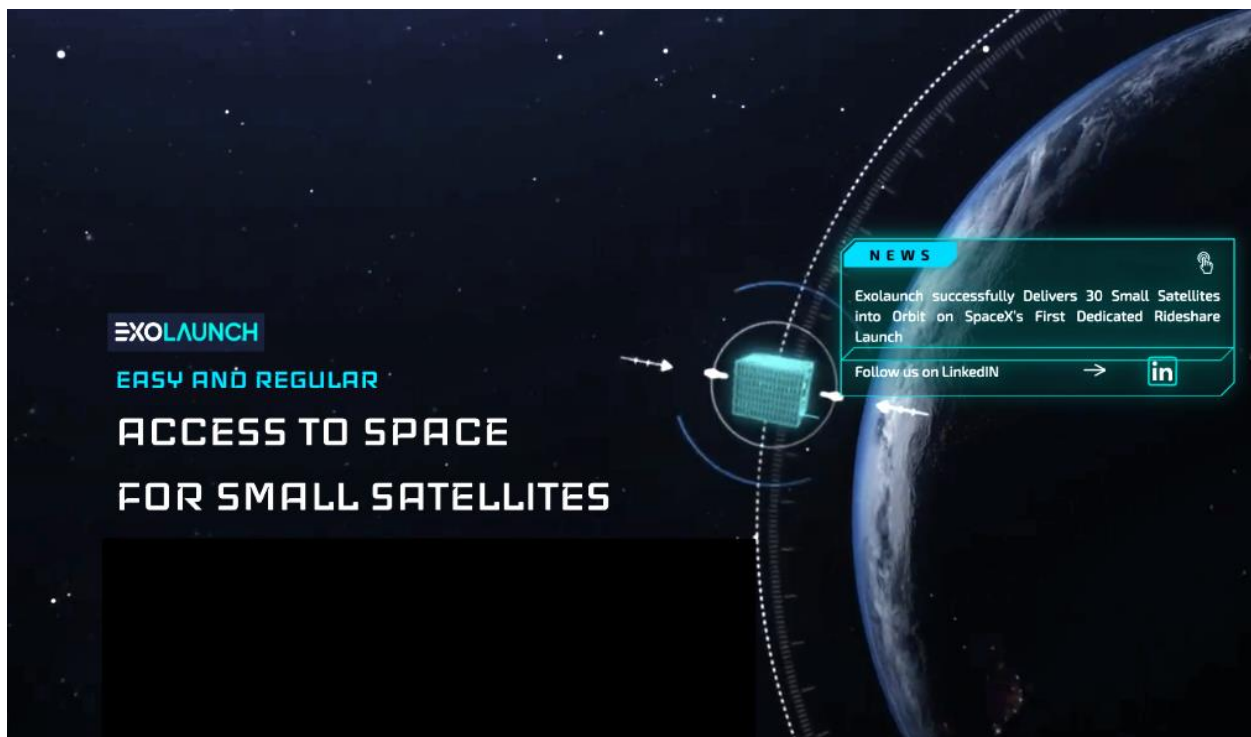 EXOLAUNCH
EASY AND REGULAR
ACCESS TO SPACE
FOR SMALL SATELLITES
NEWS
Exolaunch successfully Delivers 30 Small Satellites
into Orbit on SpaceX's First Dedicated Rideshare
Launch
Follow us on LinkedIN → in